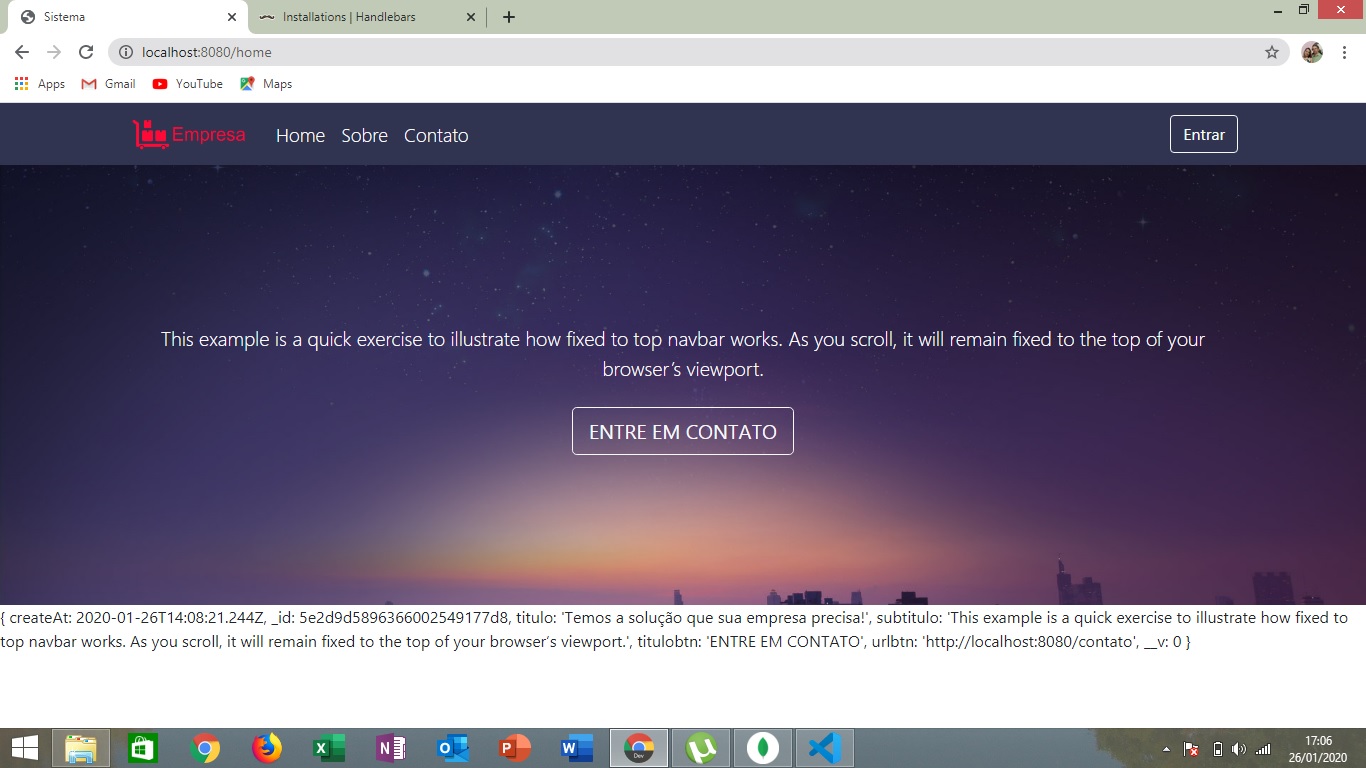 Sistema
Installations | Handlebars
localhost:8080/home
Apps
Gmail
YouTube
Maps
Empresa
Home
Sobre
Contato
Entrar
This example is a quick exercise to illustrate how fixed to top navbar works. As you scroll, it will remain fixed to the top of your
browser’s viewport.
ENTRE EM CONTATO
{ createAt: 2020-01-26T14:08:21.244Z, _id: 5e2d9d5896366002549177d8, titulo: 'Temos a solução que sua empresa precisa!', subtitulo: 'This example is a quick exercise to illustrate how fixed to
top navbar works. As you scroll, it will remain fixed to the top of your browser’s viewport.', titulobtn: 'ENTRE EM CONTATO', urlbtn: 'http://localhost:8080/contato', __v: 0 }
Dev
17:06
26/01/2020